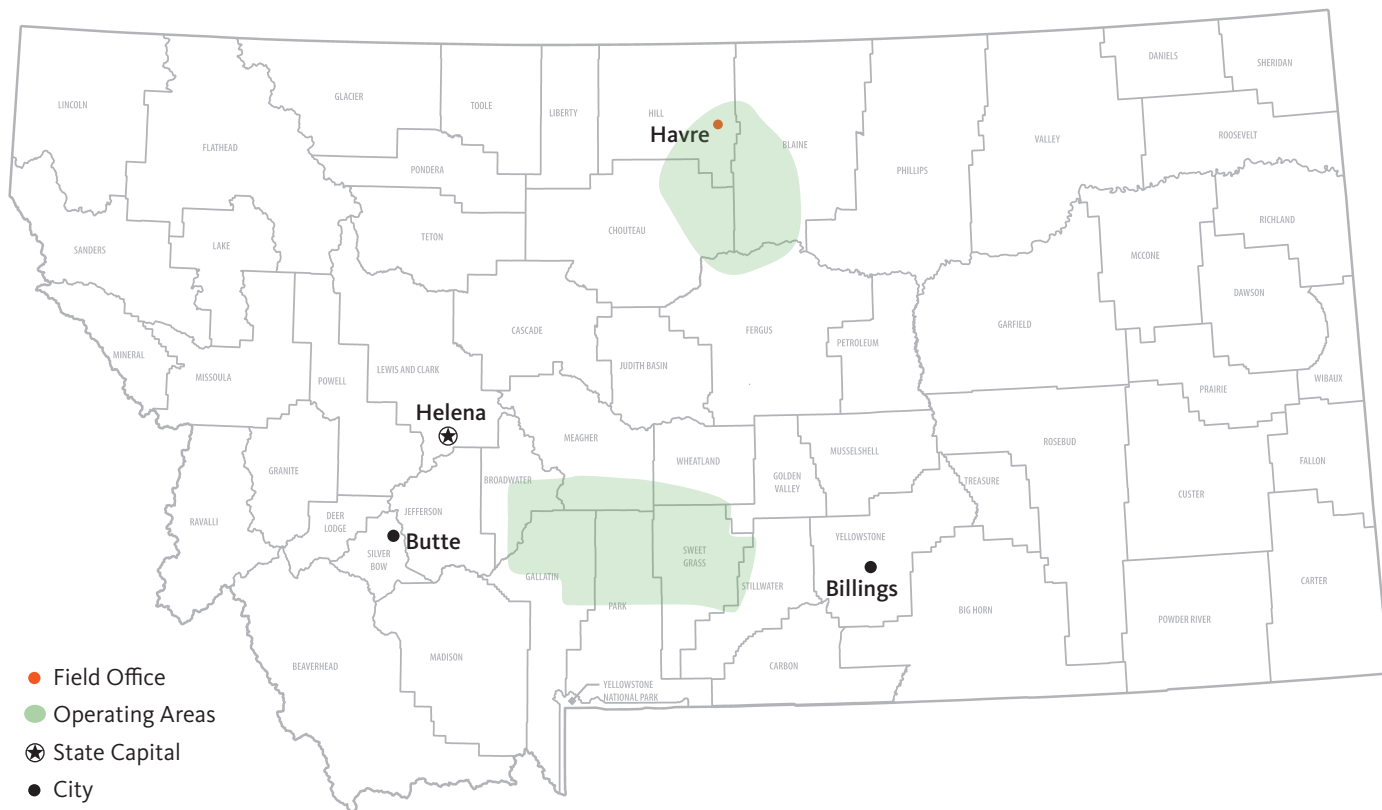 DANIELS
SHERIDAN
LINCOLN
GLACIER
TOOLE
LIBERTY
HILL
Havre
BLAINE
VALLEY
ROOSEVELT
FLATHEAD
PONDERA
PHILLIPS
RICHLAND
SANDERS
LAKE
TETON
CHOUTEAU
MCCONE
DAWSON
MINERAL
MISSOULA
POWELL
LEWIS AND CLARK
CASCADE
JUDITH BASIN
FERGUS
PETROLEUM
GARFIELD
PRAIRIE
WIBAUX
Helena
MEAGHER
GRANITE
BROADWATER
WHEATLAND
GOLDEN
VALLEY
MUSSELSHELL
TREASURE
ROSEBUD
CUSTER
FALLON
RAVALLI
DEER
LODGE
JEFFERSON
Butte
SILVER
BOW
GALLATIN
PARK
SWEET
GRASS
STILLWATER
YELLOWSTONE
Billings
BIG HORN
POWDER RIVER
CARTER
BEAVERHEAD
MADISON
CARBON
YELLOWSTONE
NATIONAL PARK
Field Office
Operating Areas
State Capital
City